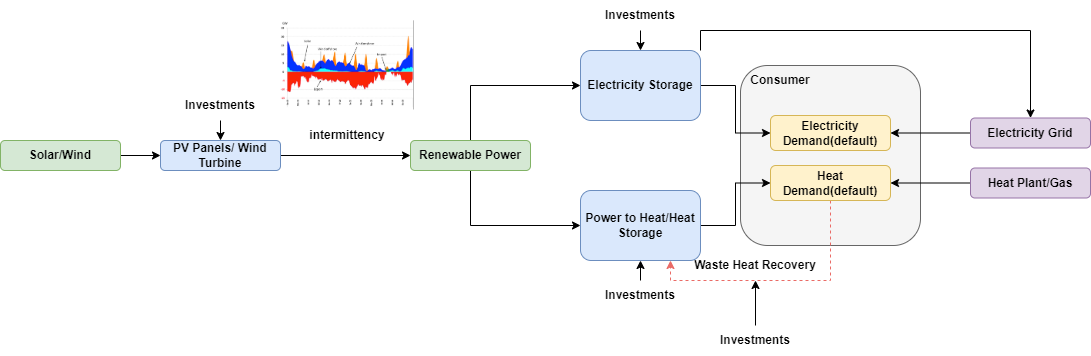 Investments
Electricity Storage
Consumer
Investments
intermittency
Solar/Wind
PV Panels/ Wind
Turbine
Renewable Power
Electricity
Demand(default)
Electricity Grid
Heat
Demand(default)
Heat Plant/Gas
Power to Heat/Heat
Storage
Waste Heat Recovery
Investments
Investments